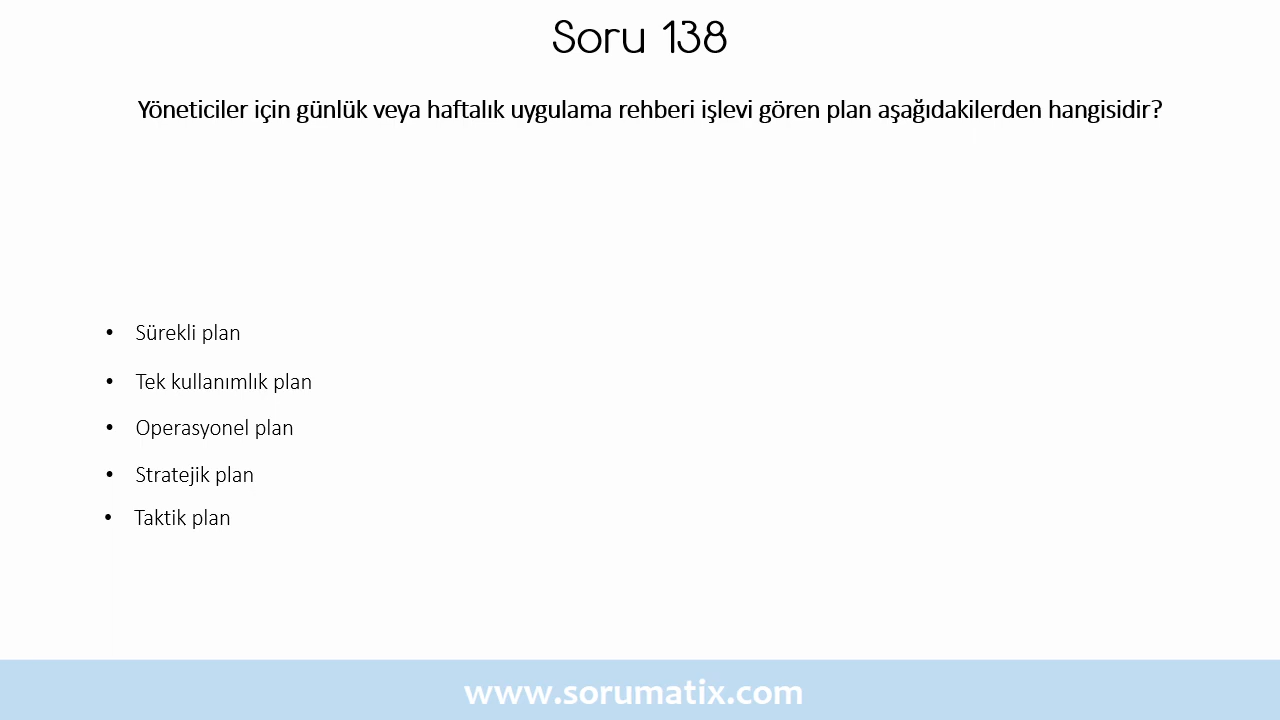 Soru 138
Yöneticiler için günlük veya haftalık uygulama rehberi işlevi gören plan aşağıdakilerden hangisidir?
• Sürekli plan
• Tek kullanımlık plan
• Operasyonel plan
• Stratejik plan
• Taktik plan
www.sorumatix.com